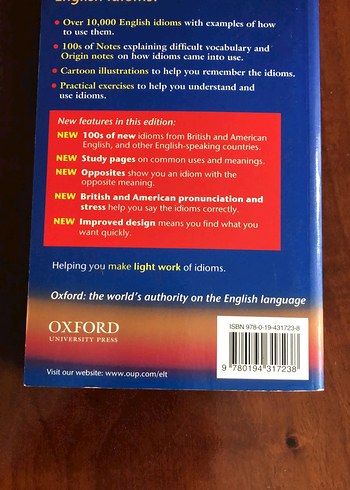 English idioms.
• Over 10,000 English idioms with examples of how
to use them.
• 100s of Notes explaining difficult vocabulary and
Origin notes on how idioms came into use.
• Cartoon illustrations to help you remember the idioms.
• Practical exercises to help you understand and
use idioms.
New features in this edition:
NEW 100s of new idioms from British and American
English, and other English-speaking countries.
NEW Study pages on common uses and meanings.
NEW Opposites show you an idiom with the
opposite meaning.
NEW British and American pronunciation and
stress help you say the idioms correctly.
NEW Improved design means you find what you
want quickly.
Helping you make light work of idioms.
Oxford: the world's authority on the English language
OXFORD
UNIVERSITY PRESS
ISBN 978-0-19-431723-8
9 780194 317238
Visit our website: www.oup.com/elt